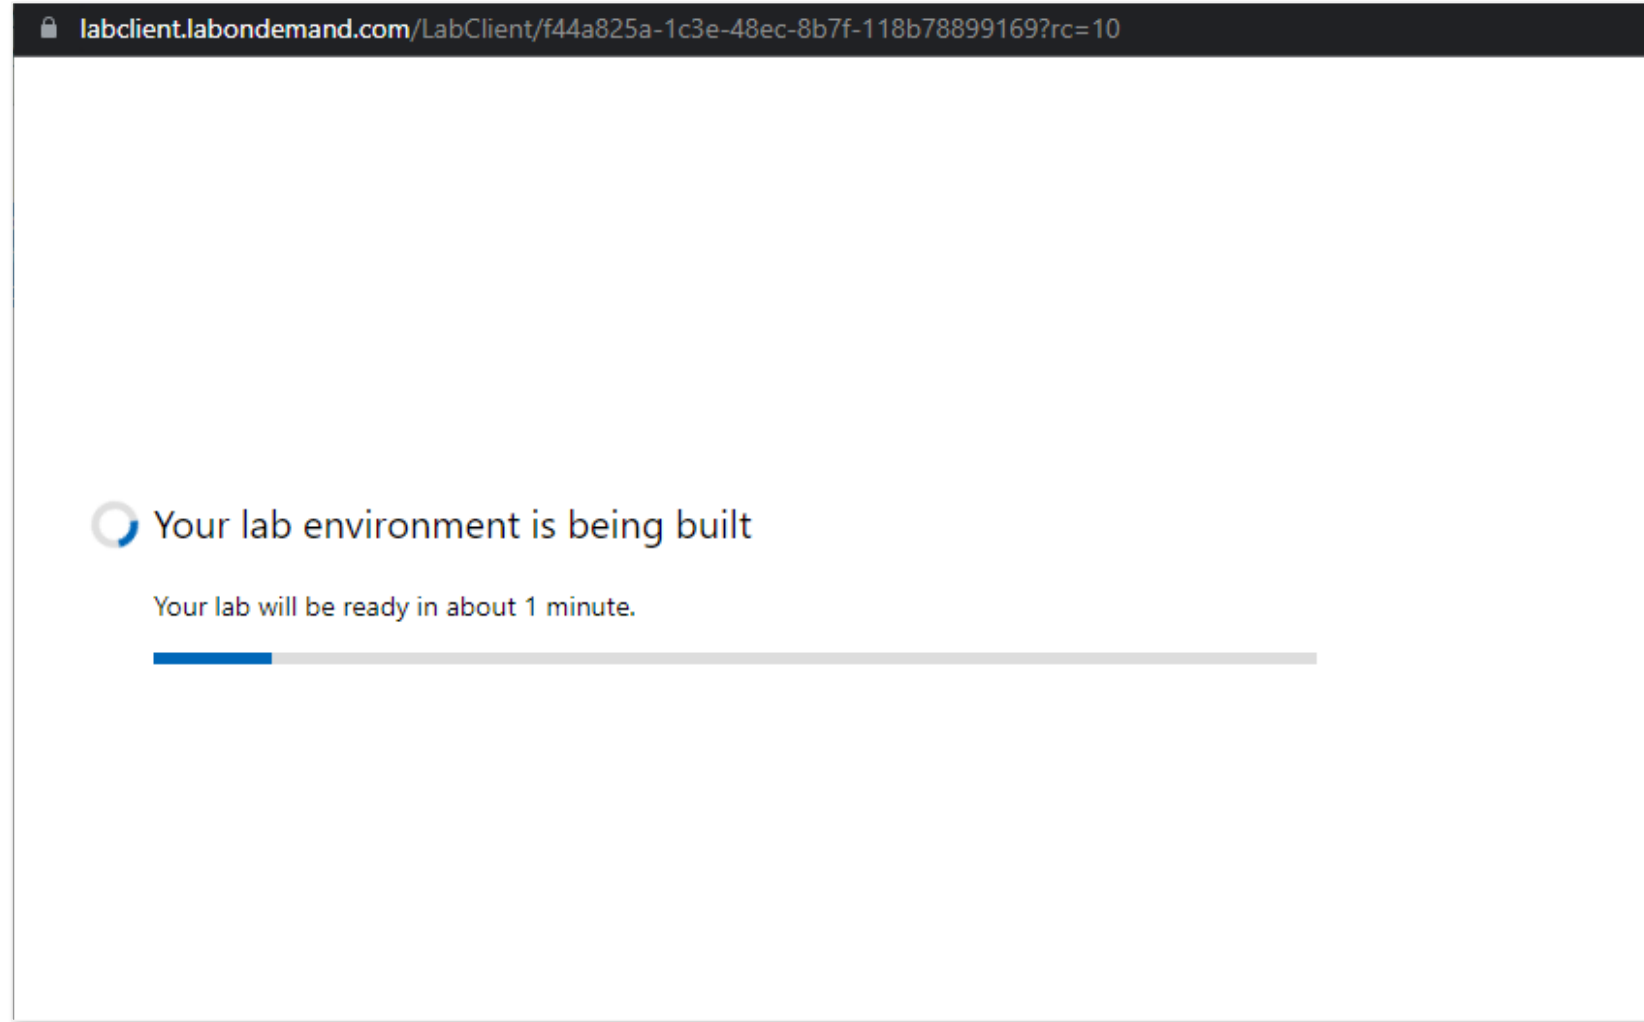 labclient.labondemand.com/LabClient/f44a825a-1c3e-48ec-8b7f-118b78899169?rc=10
Your lab environment is being built
Your lab will be ready in about 1 minute.